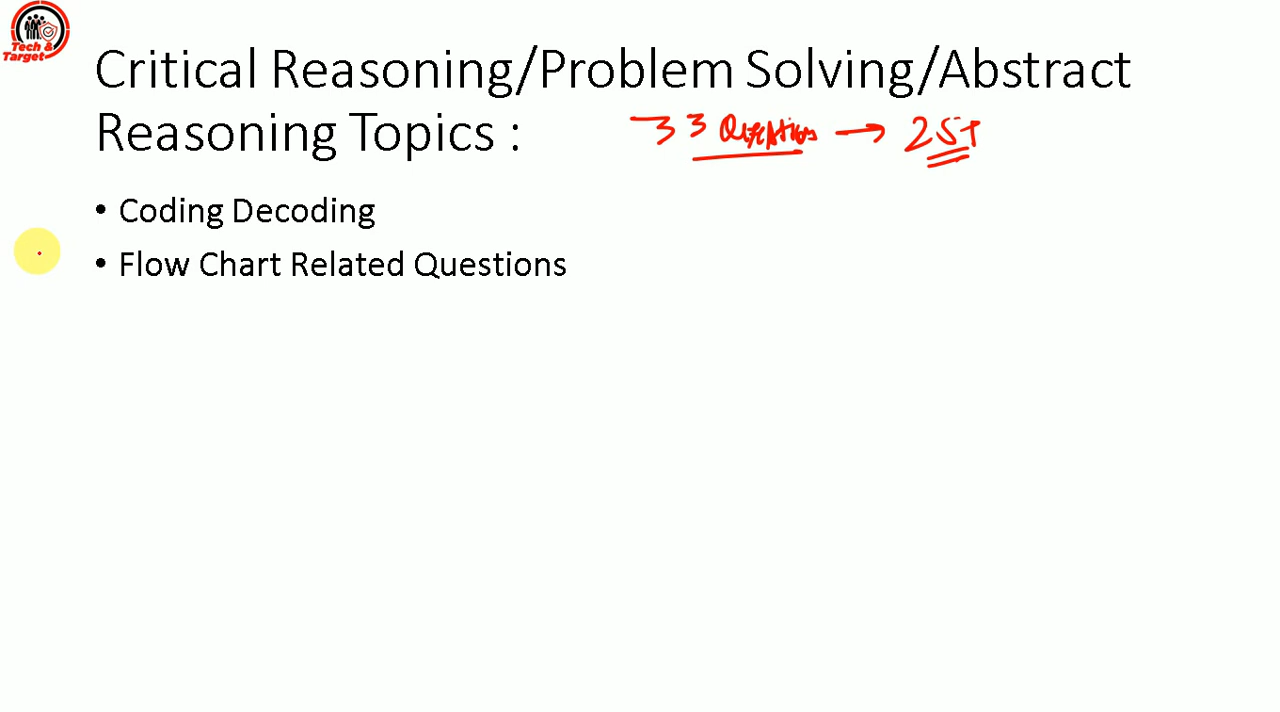 Tech &
Target
Critical Reasoning/Problem Solving/Abstract
Reasoning Topics :
33 Questions → 25+
• Coding Decoding
• Flow Chart Related Questions